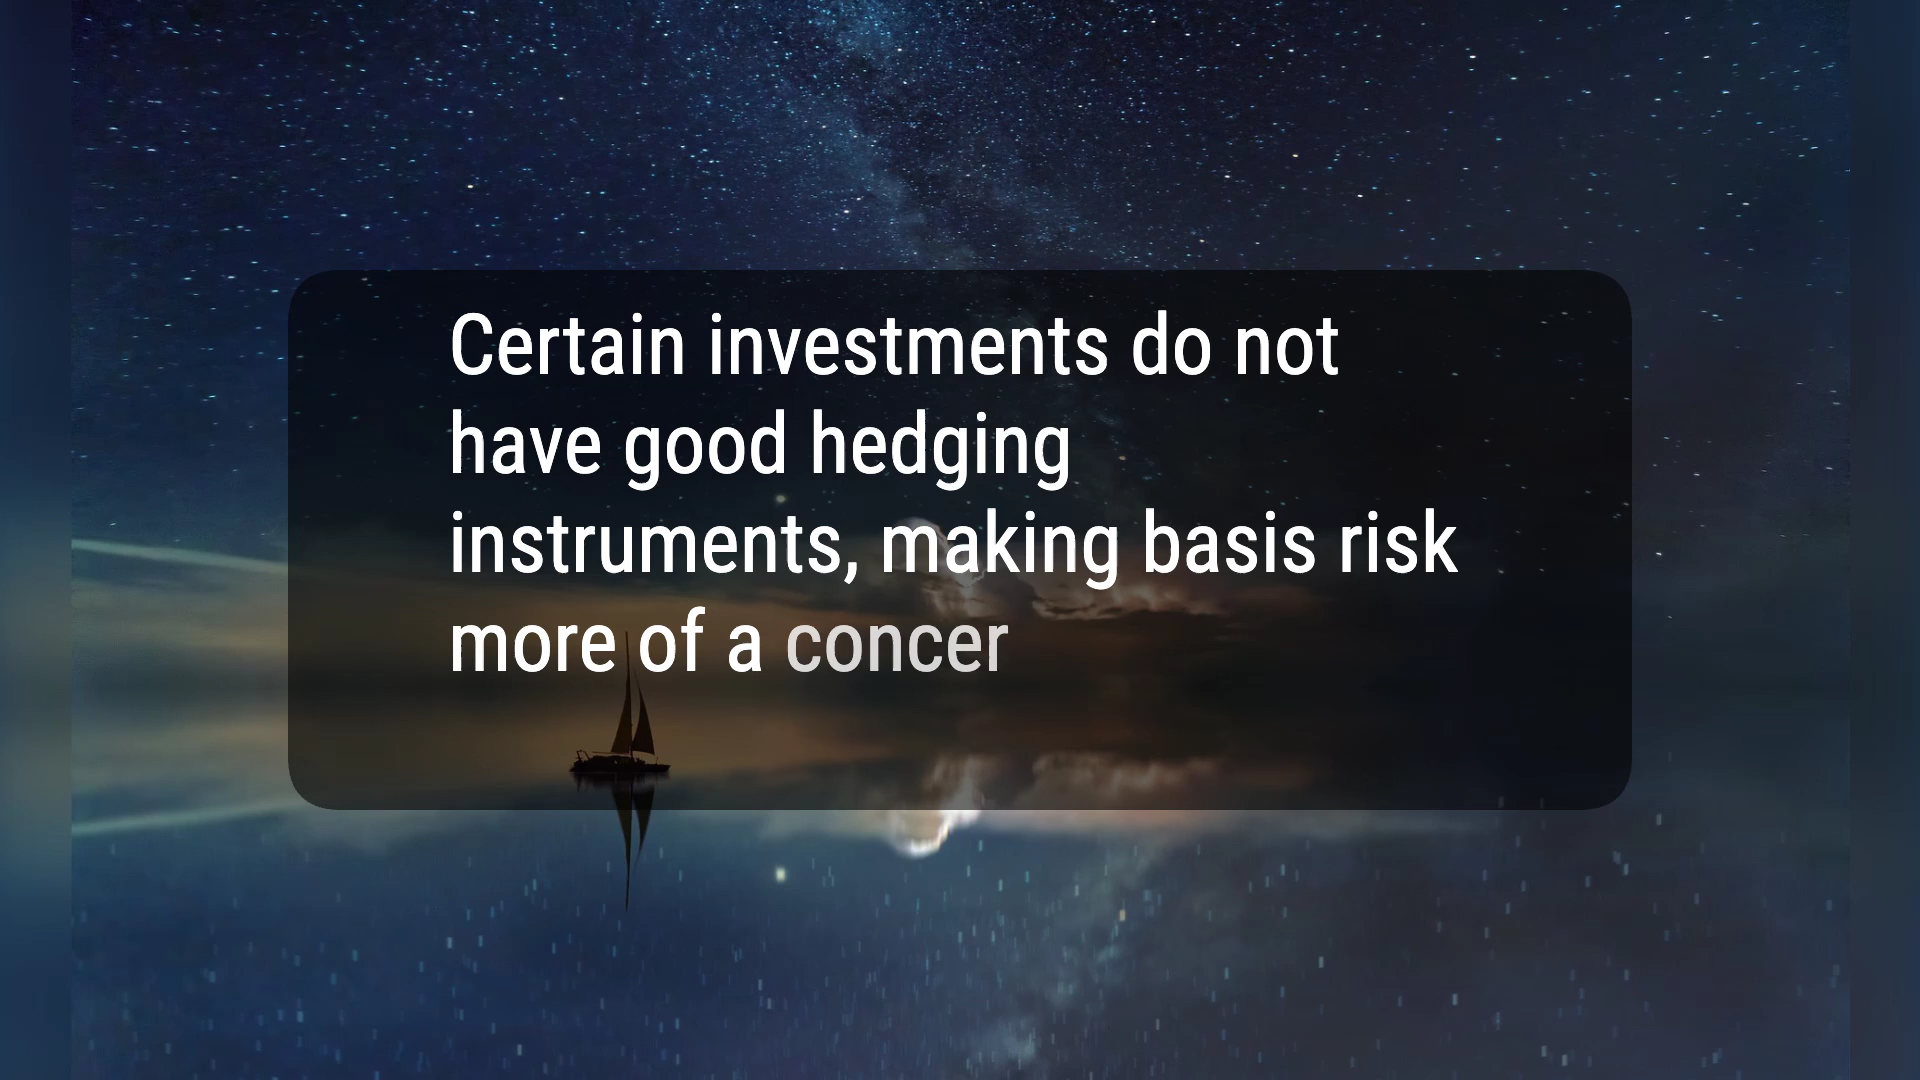 Certain investments do not
have good hedging
instruments, making basis risk
more of a concer